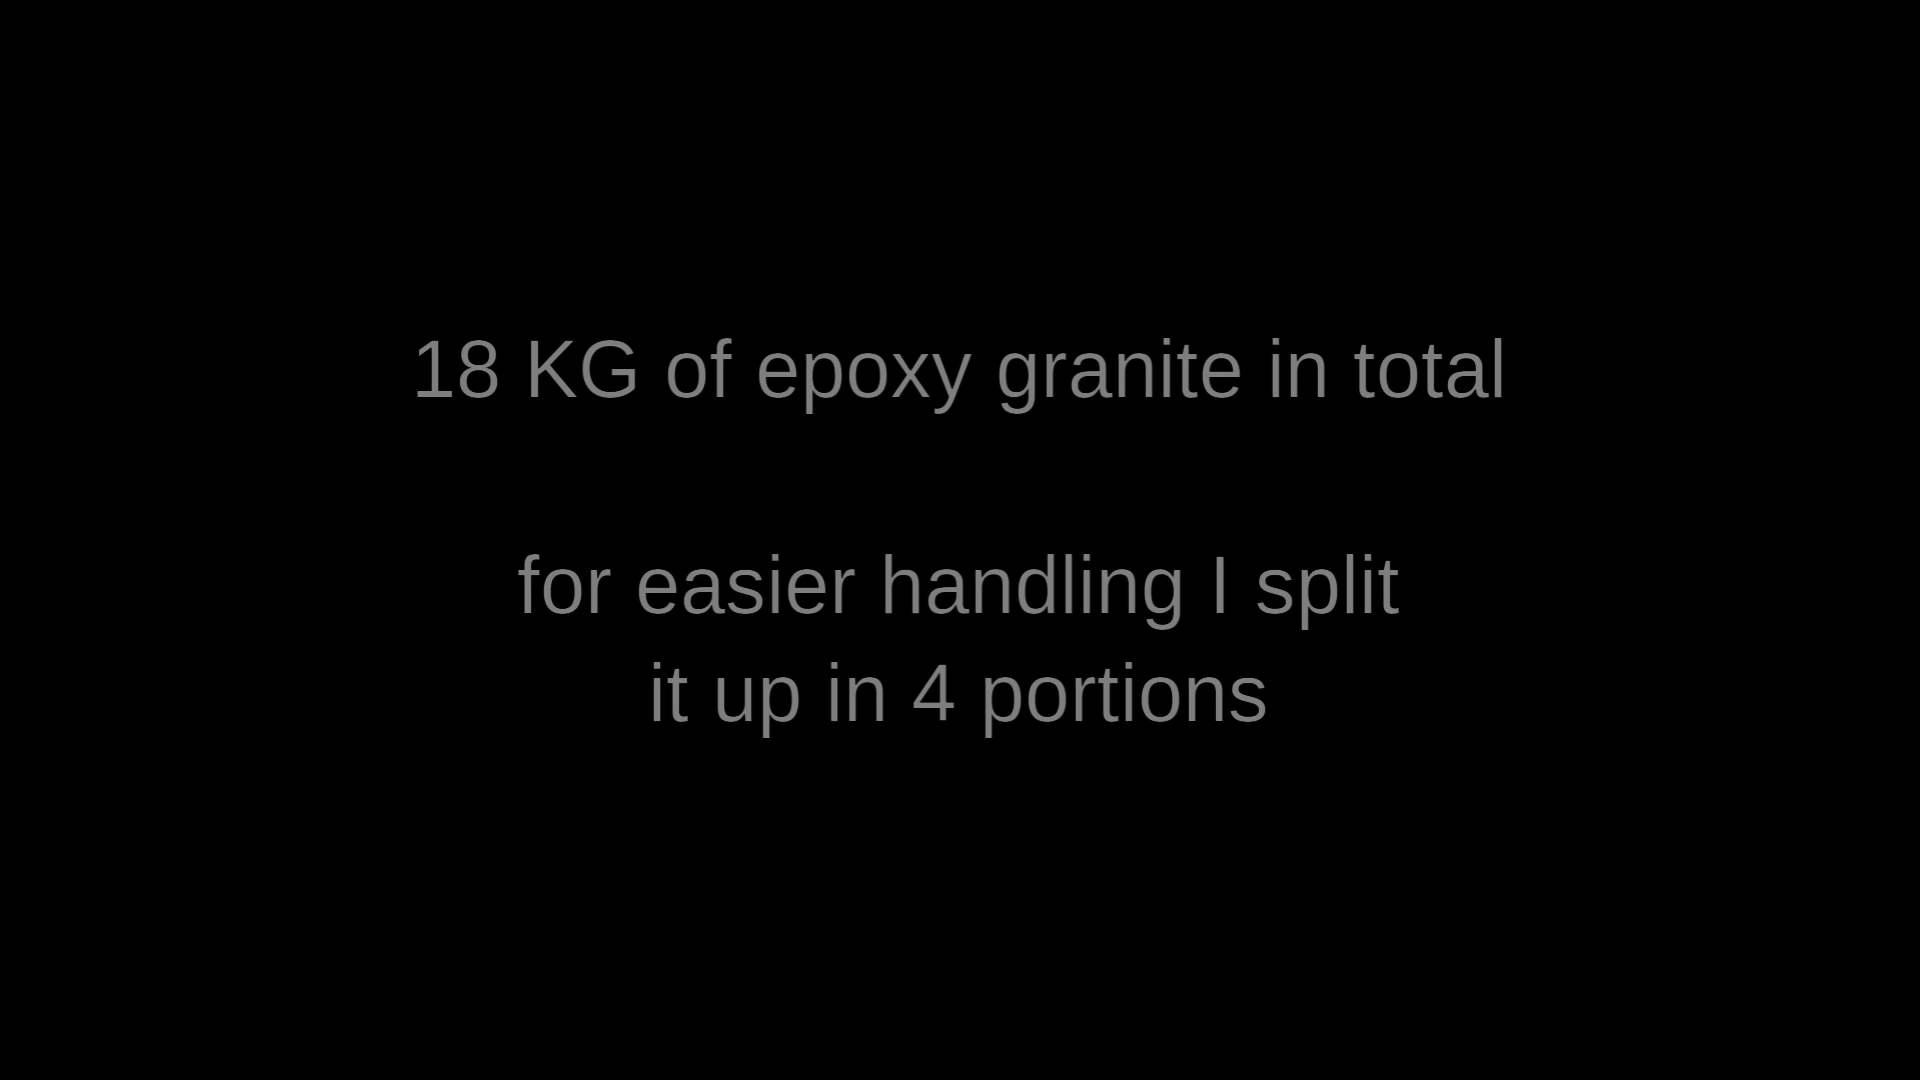 18 KG of epoxy granite in total
for easier handling I split
it up in 4 portions